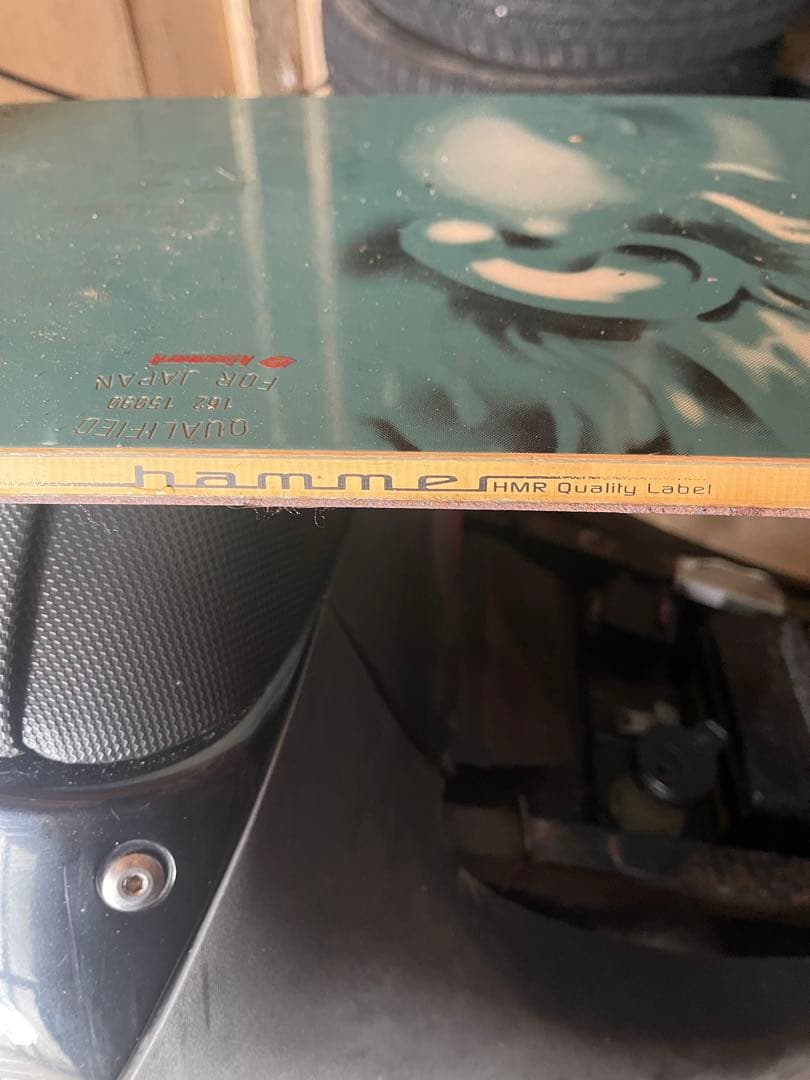 QUALIFIED
162 15090
FOR JAPAN
hammer HMR Quality Label